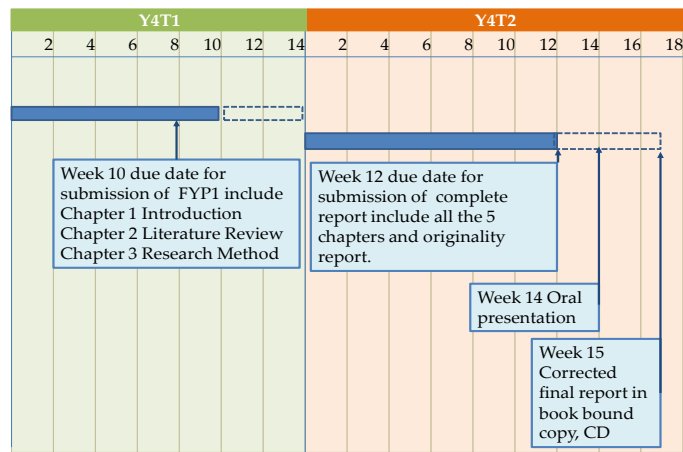 Y4T1 Y4T2
2 4 6 8 10 12 14 2 4 6 8 10 12 14 16 18
Week 10 due date for
submission of FYP1 include
Chapter 1 Introduction
Chapter 2 Literature Review
Chapter 3 Research Method
Week 12 due date for
submission of complete
report include all the 5
chapters and originality
report.
Week 14 Oral
presentation
Week 15
Corrected
final report in
book bound
copy, CD